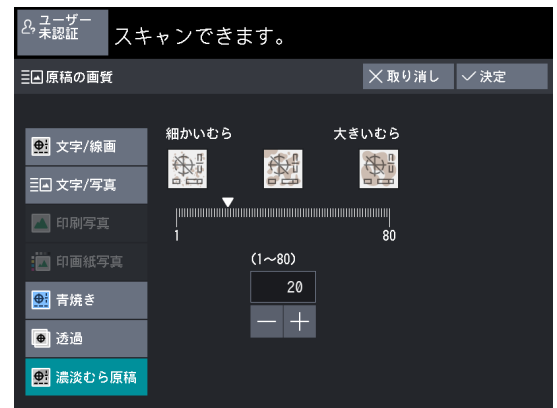 ユーザー
未認証
スキャンできます。
原稿の画質
取り消し
決定
文字/線画
文字/写真
印刷写真
印画紙写真
青焼き
透過
濃淡むら原稿
細かいむら
大きいむら
1
80
(1～80)
20